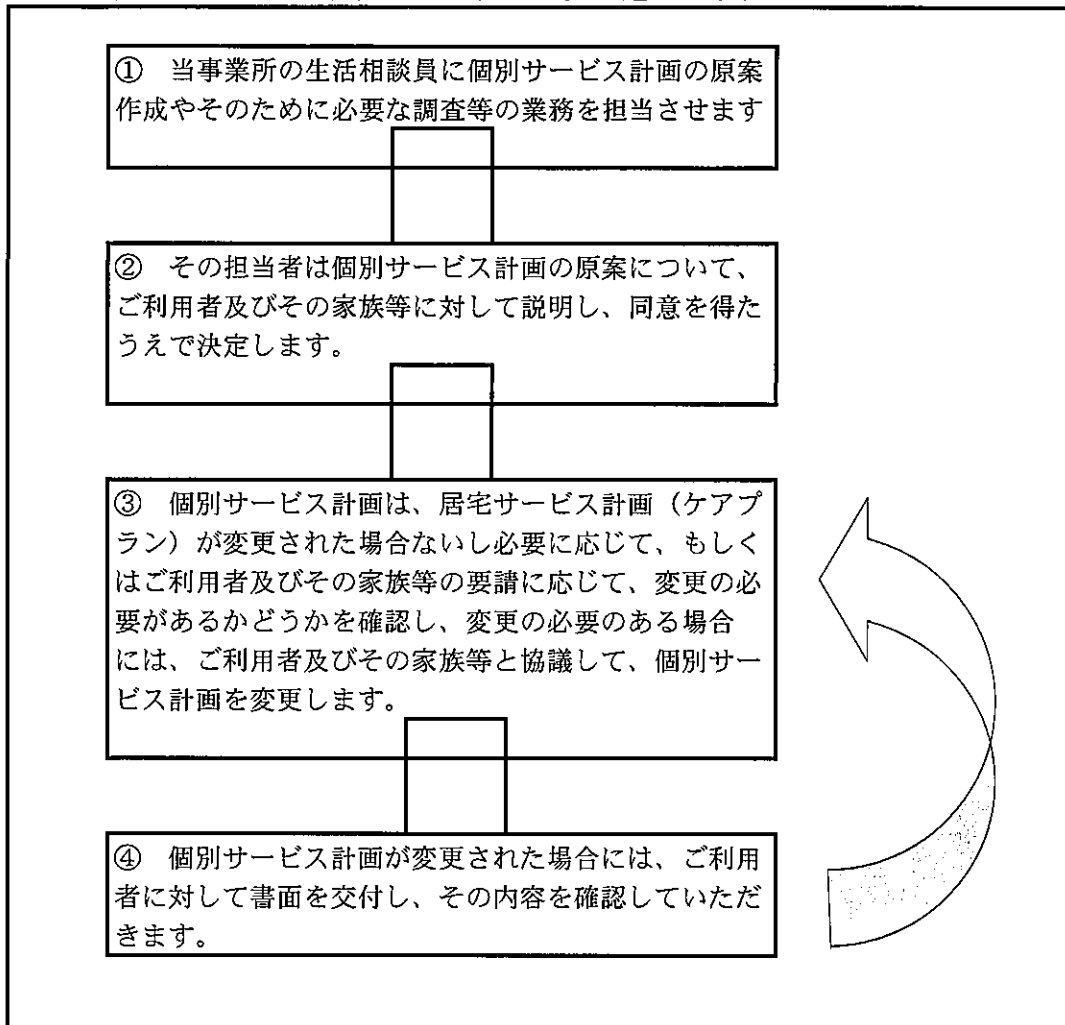 ① 当事業所の生活相談員に個別サービス計画の原案
作成やそのために必要な調査等の業務を担当させます
② その担当者は個別サービス計画の原案について、
ご利用者及びその家族等に対して説明し、同意を得た
うえで決定します。
③ 個別サービス計画は、居宅サービス計画（ケアプ
ラン）が変更された場合ないし必要に応じて、もしく
はご利用者及びその家族等の要請に応じて、変更の必
要があるかどうかを確認し、変更の必要のある場合
には、ご利用者及びその家族等と協議して、個別サー
ビス計画を変更します。
④ 個別サービス計画が変更された場合には、ご利用
者に対して書面を交付し、その内容を確認していただ
きます。